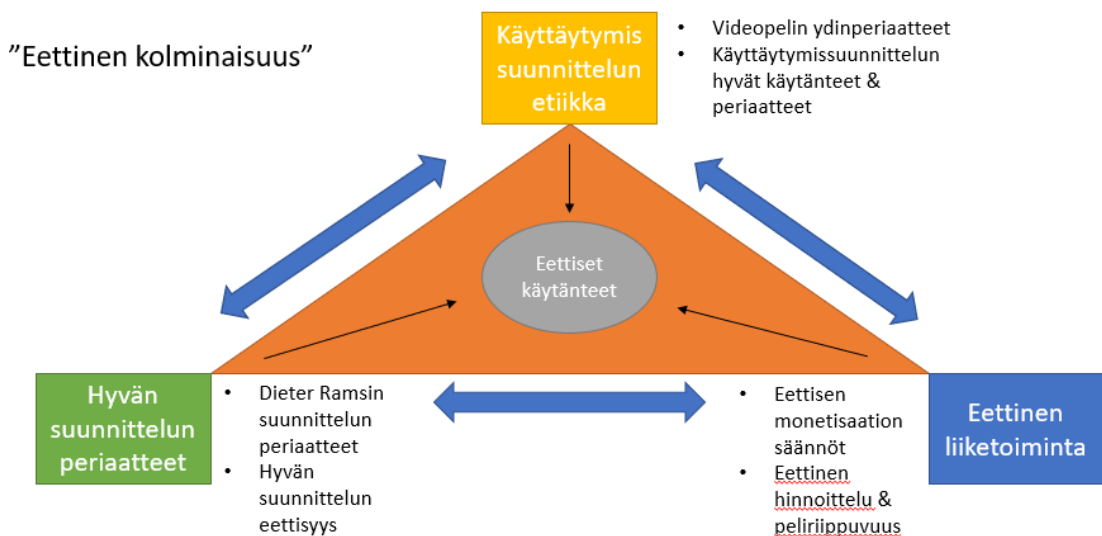 ”Eettinen kolminaisuus”
Käyttäytymis
suunnittelun
etiikka
• Videopelin ydinperiaatteet
• Käyttäytymissuunnittelun
hyvät käytänteet &
periaatteet
Eettiset
käytänteet
Hyvän
suunnittelun
periaatteet
• Dieter Ramsin
suunnittelun
periaatteet
• Hyvän
suunnittelun
eettisyys
• Eettisen
monetisaation
säännöt
• Eettinen
hinnoittelu &
peliriippuvuus
Eettinen
liiketoiminta